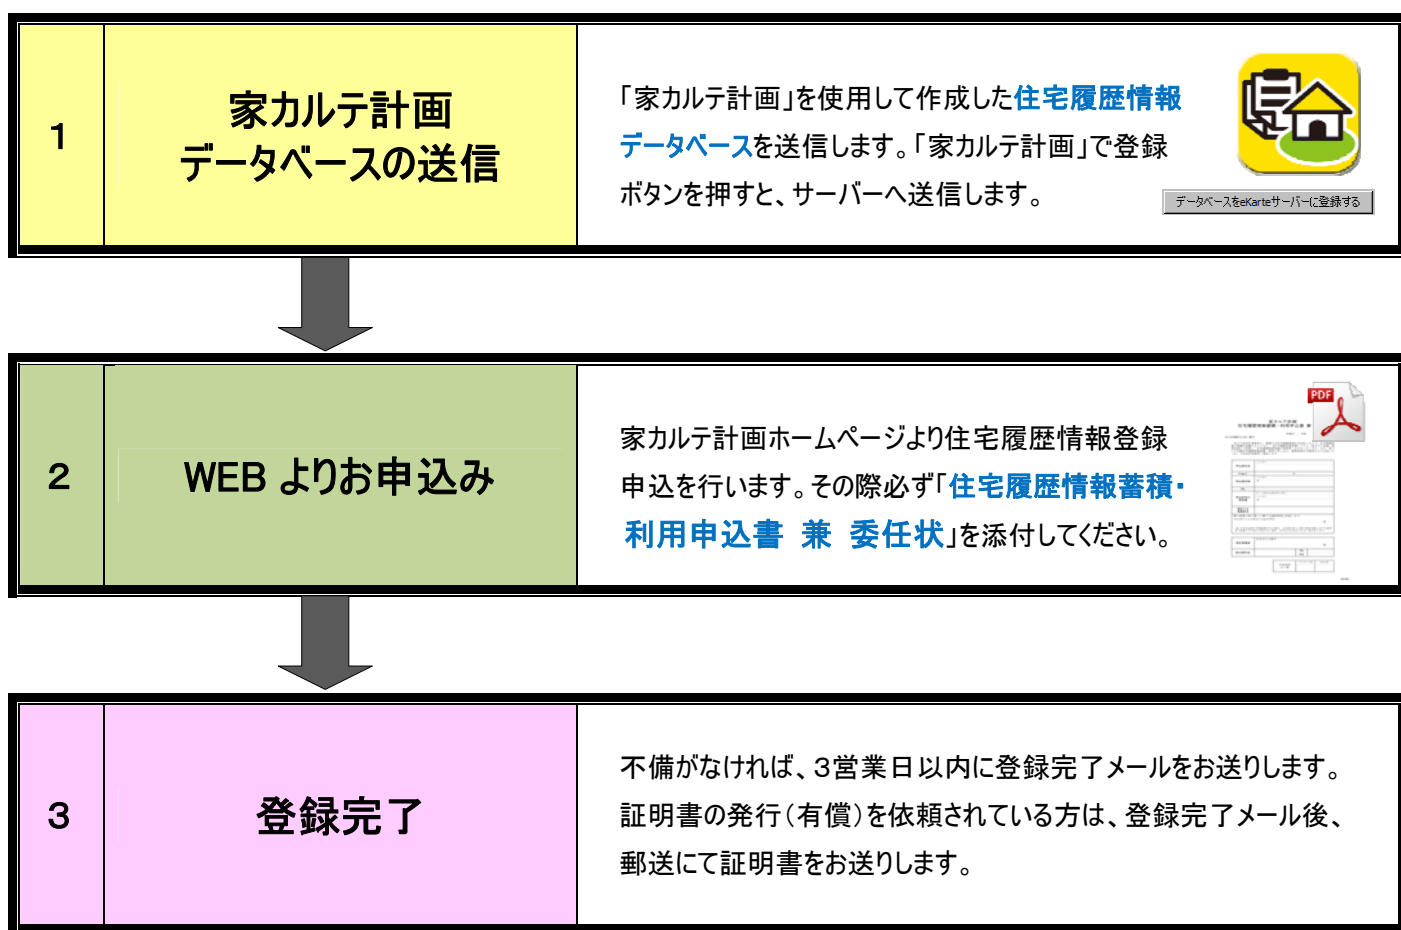 1
家カルテ計画
データベースの送信
「家カルテ計画」を使用して作成した住宅履歴情報
データベースを送信します。「家カルテ計画」で登録
ボタンを押すと、サーバーへ送信します。
データベースをeKarteサーバーに登録する
2
WEB よりお申込み
家カルテ計画ホームページより住宅履歴情報登録
申込を行います。その際必ず「住宅履歴情報蓄積・
利用申込書 兼 委任状」を添付してください。
PDF
3
登録完了
不備がなければ、3営業日以内に登録完了メールをお送りします。
証明書の発行(有償)を依頼されている方は、登録完了メール後、
郵送にて証明書をお送りします。